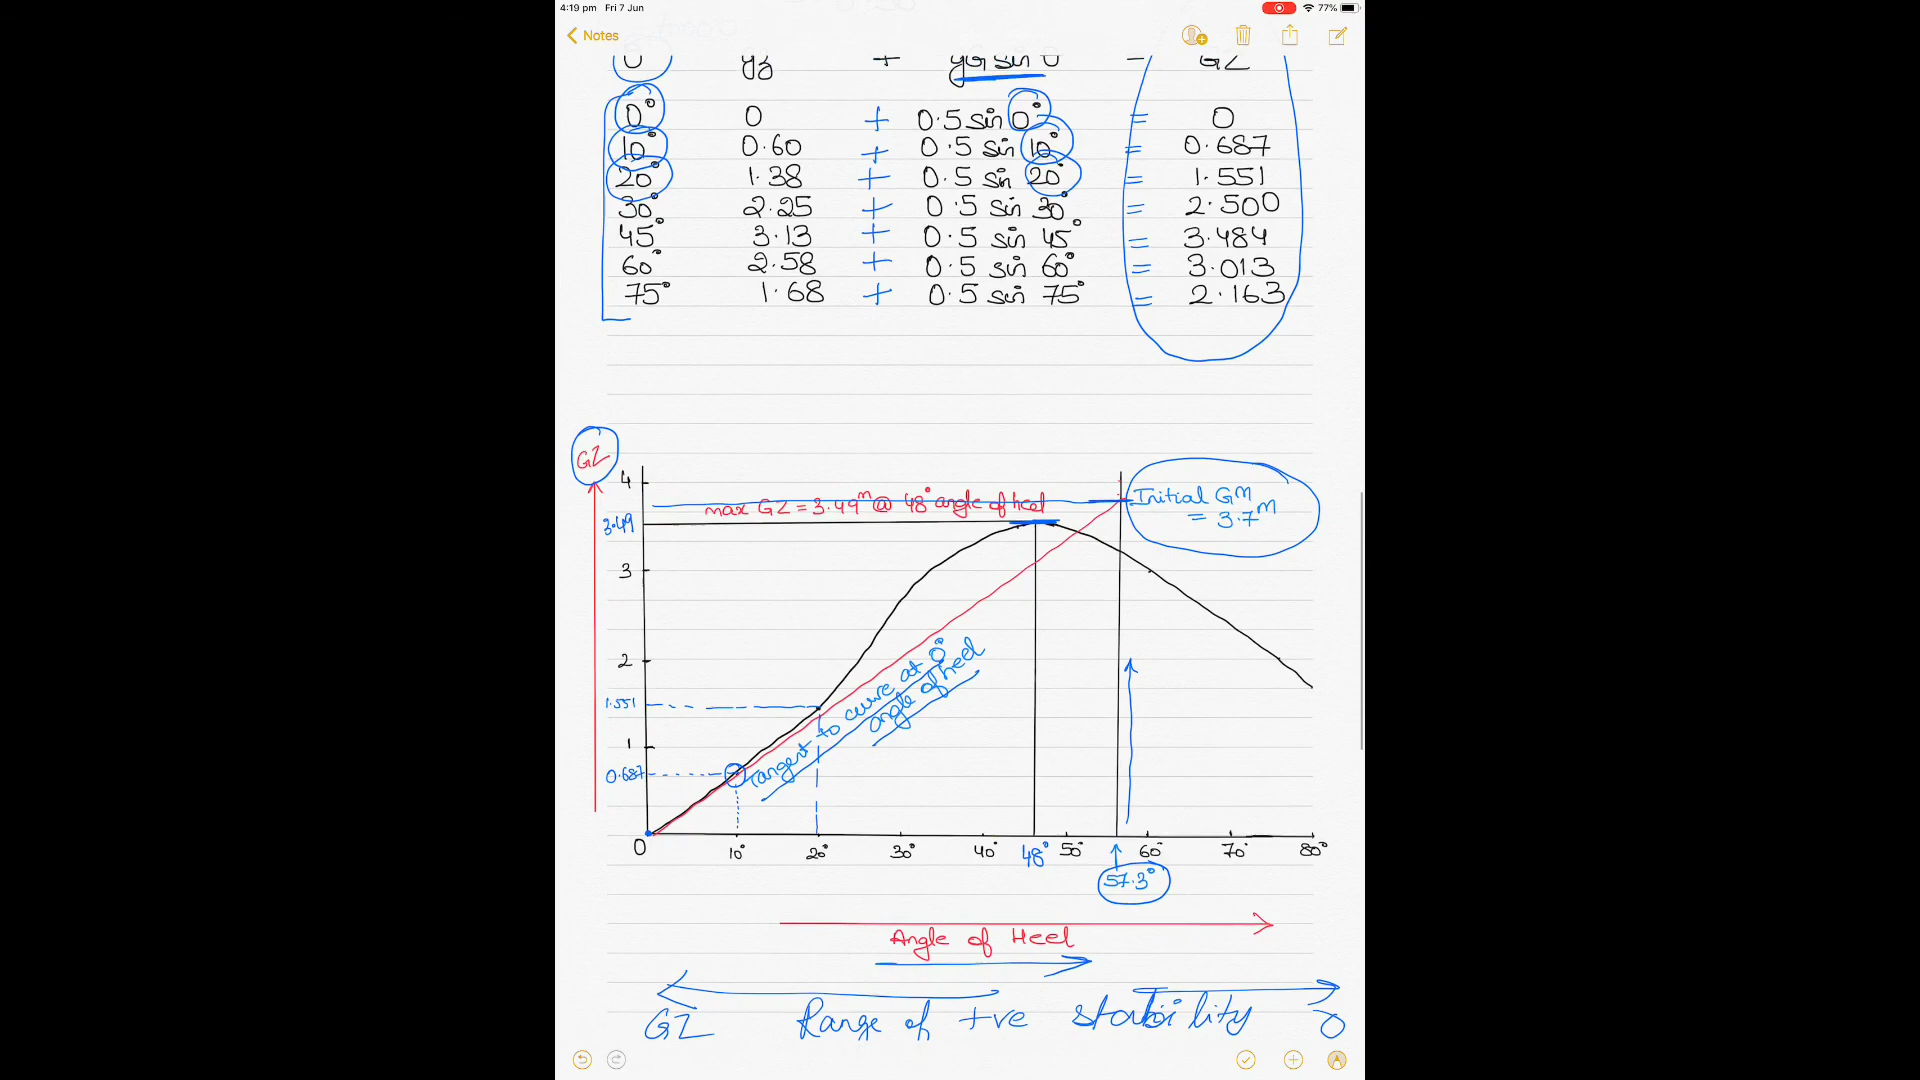 4:19 pm Fri 7 Jun
77%
Notes
yz + yG sin θ = GZ
0° 0 + 0.5 sin 0° = 0
10° 0.60 + 0.5 sin 10° = 0.687
20° 1.38 + 0.5 sin 20° = 1.551
30° 2.25 + 0.5 sin 30° = 2.500
45° 3.13 + 0.5 sin 45° = 3.484
60° 2.58 + 0.5 sin 60° = 3.013
75° 1.68 + 0.5 sin 75° = 2.163
GZ
4
max GZ = 3.49m @ 48° angle of heel
Initial GM
= 3.7m
3.49
3
2
1.551
1
0.687
Tangent to curve at 0°
angle of heel
0 10° 20° 30° 40° 48° 50° 60° 70° 80°
57.3°
Angle of Heel
GZ Range of +ve stability